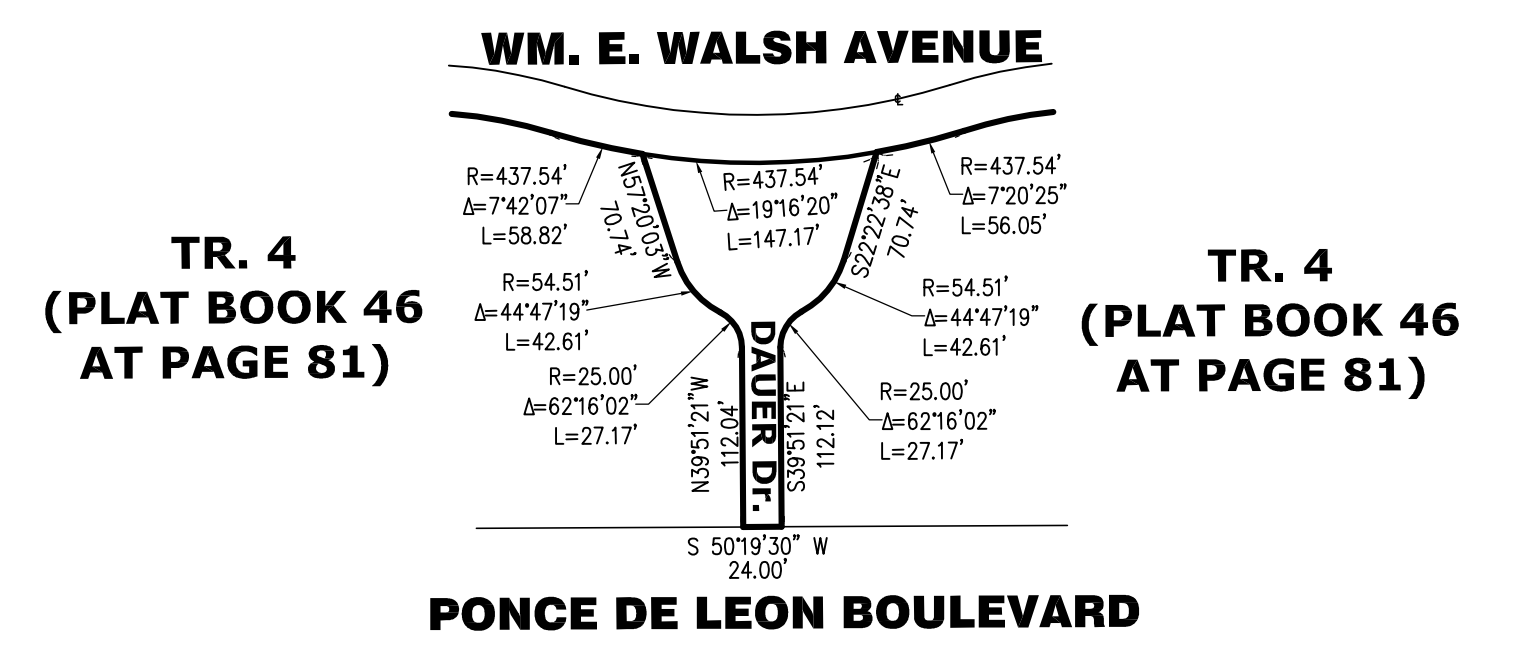 WM. E. WALSH AVENUE
℄
R=437.54'
Δ=7°42'07"
L=58.82'
N57°20'03"W
70.74'
R=437.54'
Δ=19°16'20"
L=147.17'
S22°22'38"E
70.74'
R=437.54'
Δ=7°20'25"
L=56.05'
TR. 4
(PLAT BOOK 46
AT PAGE 81)
R=54.51'
Δ=44°47'19"
L=42.61'
R=54.51'
Δ=44°47'19"
L=42.61'
TR. 4
(PLAT BOOK 46
AT PAGE 81)
R=25.00'
Δ=62°16'02"
L=27.17'
N39°51'21"W
112.04'
DAUER Dr.
S39°51'21"E
112.12'
R=25.00'
Δ=62°16'02"
L=27.17'
S 50°19'30" W
24.00'
PONCE DE LEON BOULEVARD